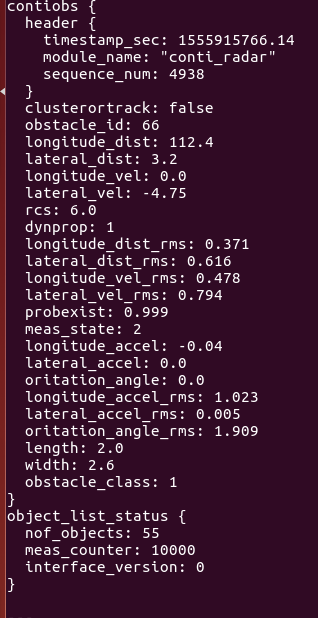 contiobs {
  header {
    timestamp_sec: 1555915766.14
    module_name: "conti_radar"
    sequence_num: 4938
  }
  clusterortrack: false
  obstacle_id: 66
  longitude_dist: 112.4
  lateral_dist: 3.2
  longitude_vel: 0.0
  lateral_vel: -4.75
  rcs: 6.0
  dynprop: 1
  longitude_dist_rms: 0.371
  lateral_dist_rms: 0.616
  longitude_vel_rms: 0.478
  lateral_vel_rms: 0.794
  probexist: 0.999
  meas_state: 2
  longitude_accel: -0.04
  lateral_accel: 0.0
  oritation_angle: 0.0
  longitude_accel_rms: 1.023
  lateral_accel_rms: 0.005
  oritation_angle_rms: 1.909
  length: 2.0
  width: 2.6
  obstacle_class: 1
}
object_list_status {
  nof_objects: 55
  meas_counter: 10000
  interface_version: 0
}